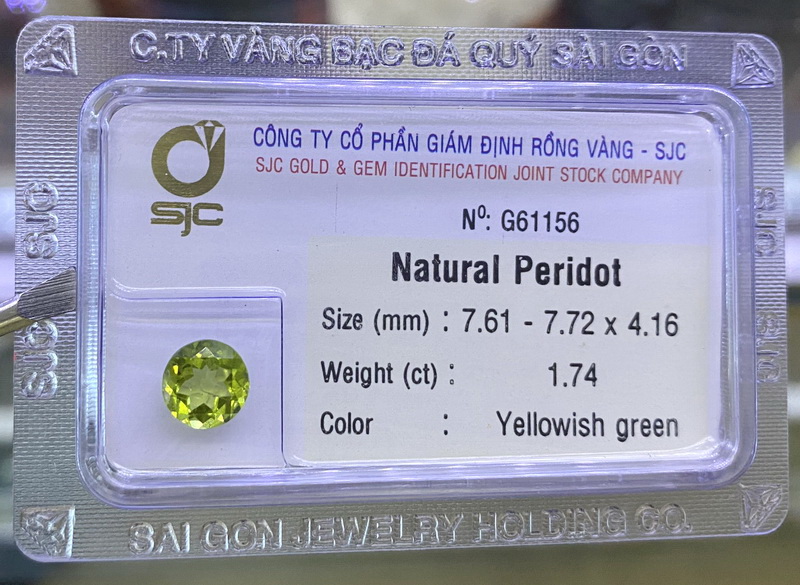 C.TY VÀNG BẠC ĐÁ QUÝ SÀI GÒN
CÔNG TY CỔ PHẦN GIÁM ĐỊNH RỒNG VÀNG - SJC
SJC GOLD & GEM IDENTIFICATION JOINT STOCK COMPANY
SJC
Nº: G61156
Natural Peridot
Size (mm) : 7.61 - 7.72 x 4.16
Weight (ct) : 1.74
Color : Yellowish green
SJC
SJC
SJC
SJC
SAI GON JEWELRY HOLDING CO.